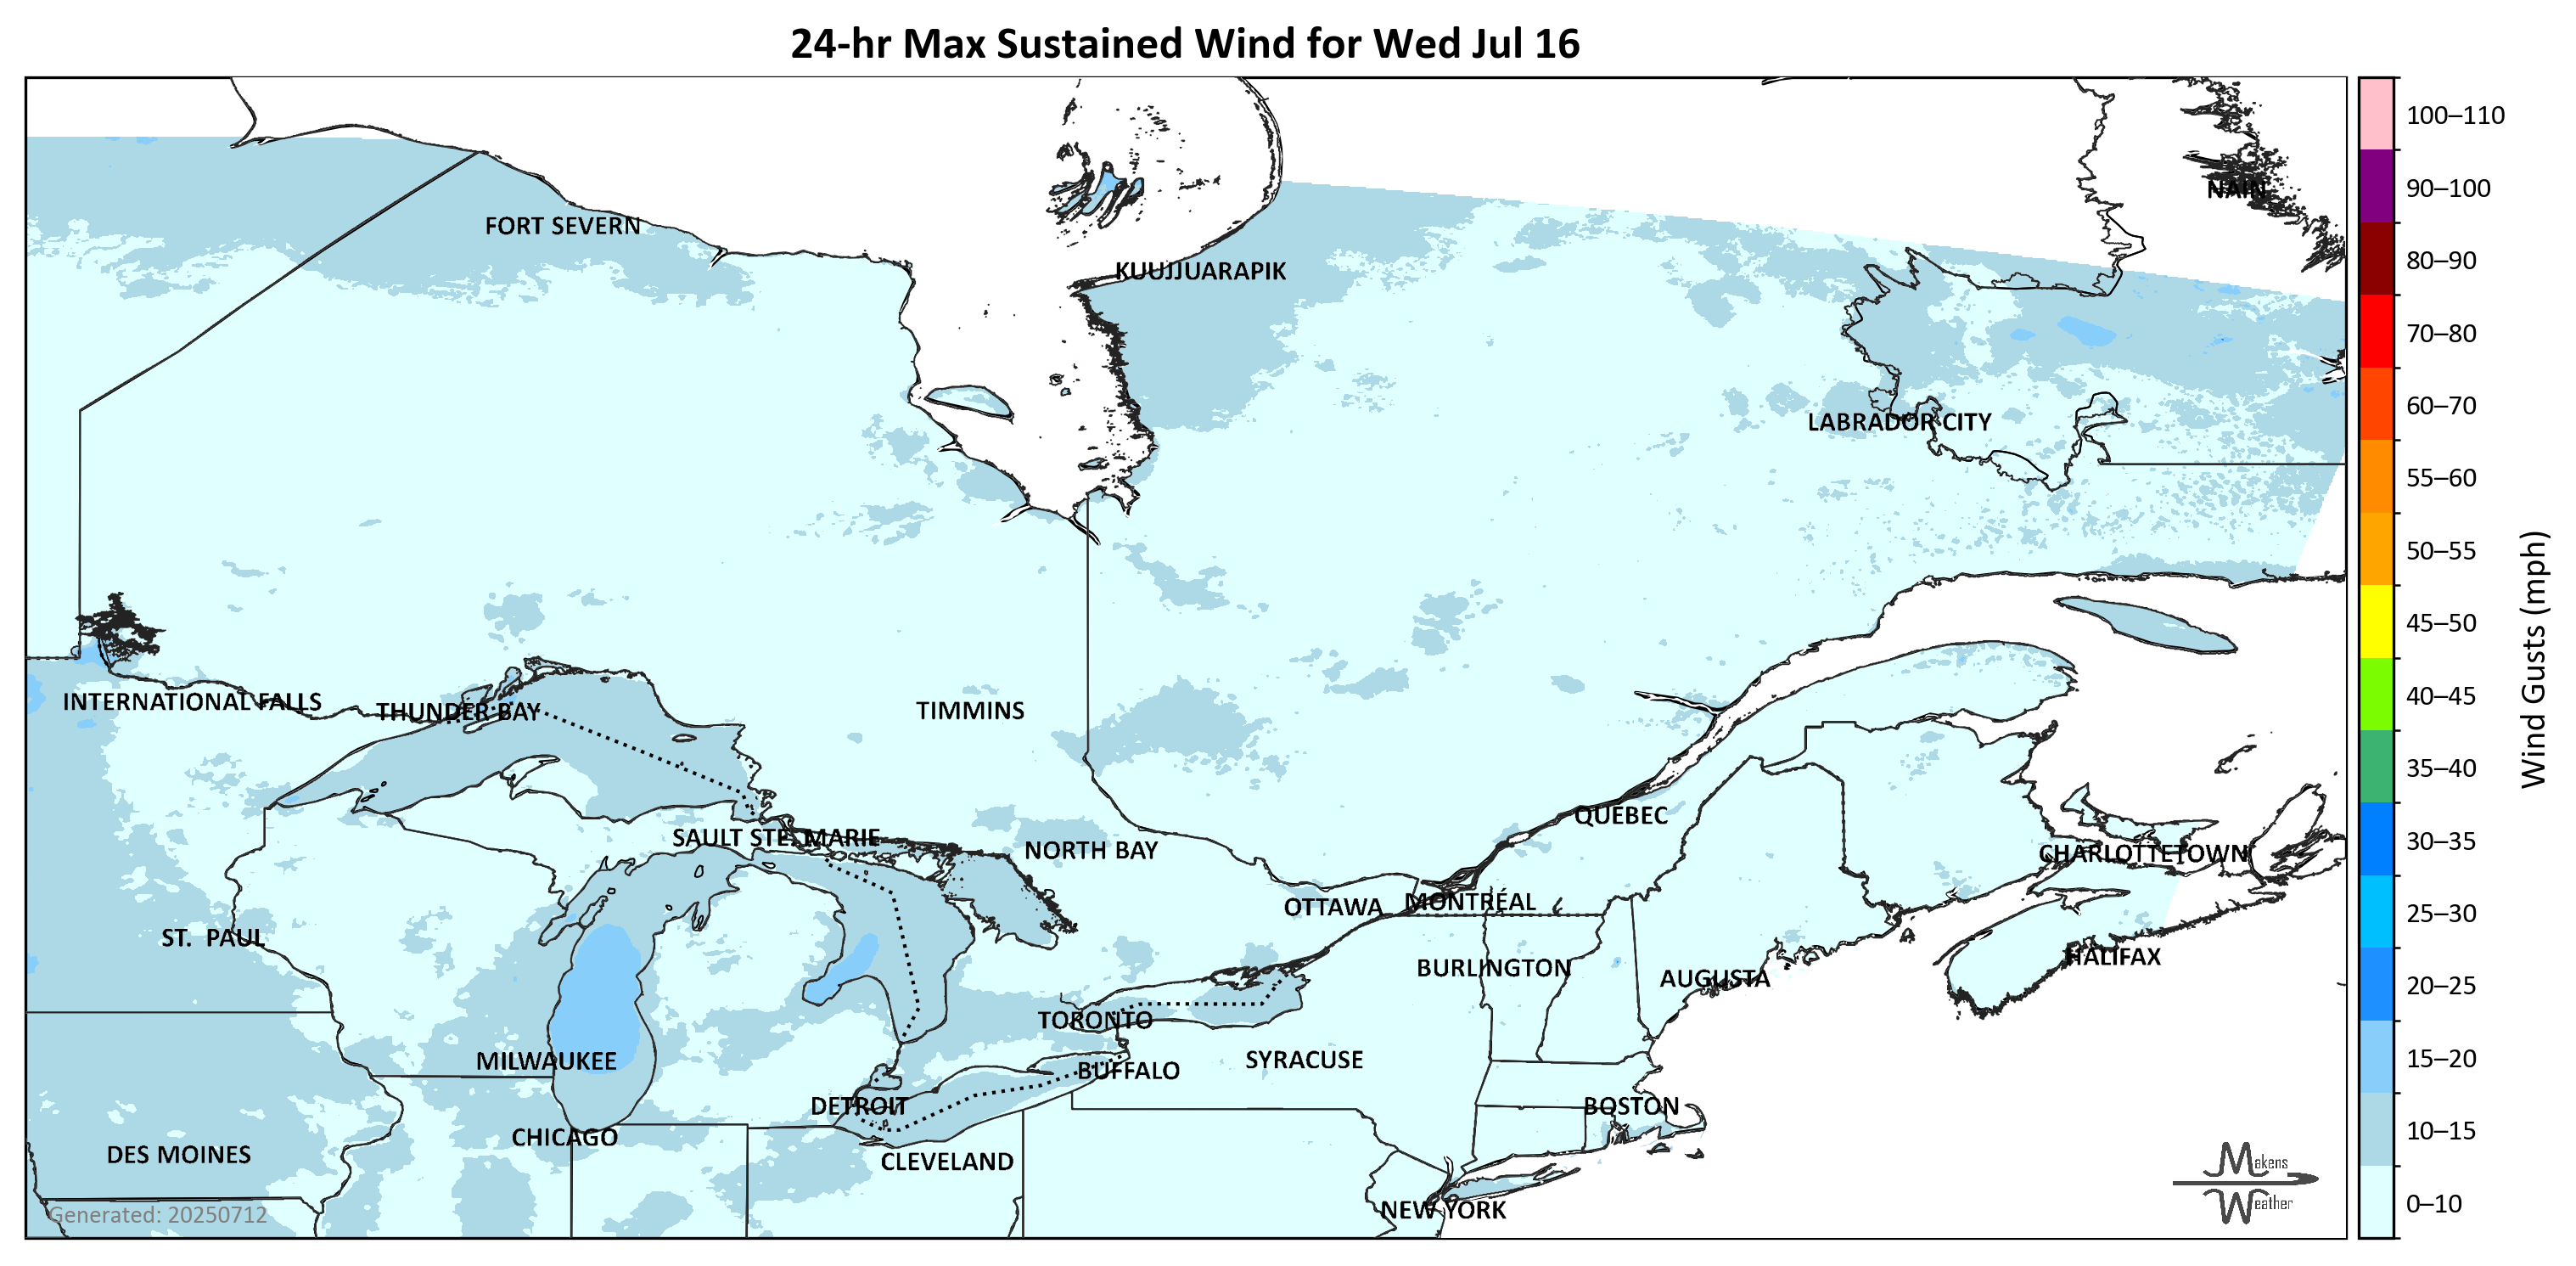 24-hr Max Sustained Wind for Wed Jul 16
100–110
90–100
NAIN
FORT SEVERN
80–90
KUUJJUARAPIK
70–80
60–70
LABRADOR CITY
55–60
50–55
45–50
Wind Gusts (mph)
40–45
INTERNATIONAL FALLS
THUNDER BAY
TIMMINS
35–40
QUEBEC
30–35
SAULT STE. MARIE
NORTH BAY
CHARLOTTETOWN
OTTAWA
MONTRÉAL
25–30
ST. PAUL
HALIFAX
BURLINGTON
AUGUSTA
20–25
TORONTO
MILWAUKEE
SYRACUSE
15–20
BUFFALO
DETROIT
BOSTON
CHICAGO
10–15
DES MOINES
CLEVELAND
Makens
Weather
0–10
NEW YORK
Generated: 20250712